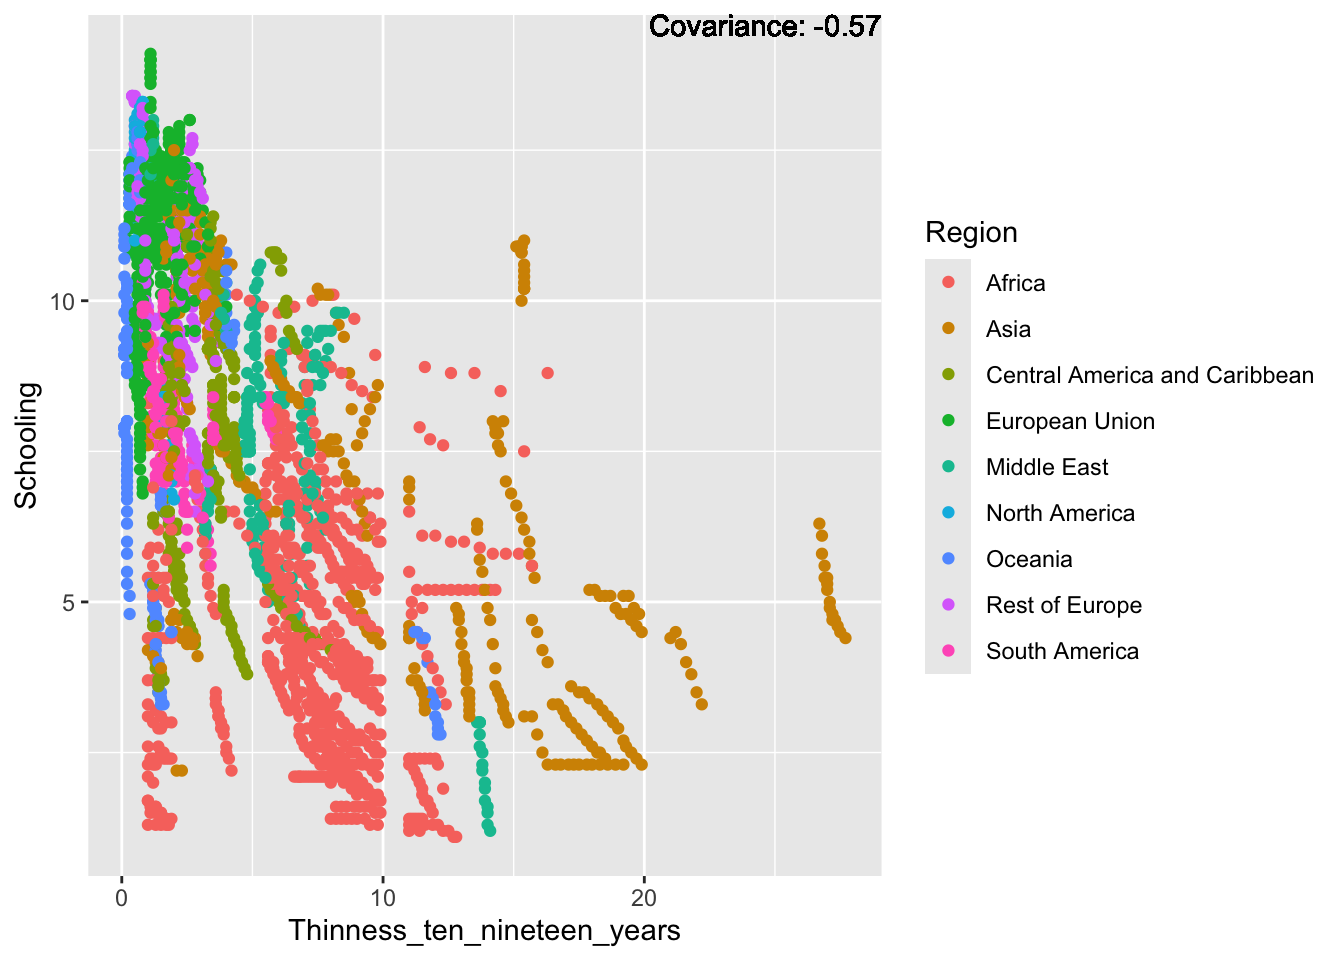 Covariance: -0.57
Schooling
10
5
0
10
20
Thinness_ten_nineteen_years
Region
Africa
Asia
Central America and Caribbean
European Union
Middle East
North America
Oceania
Rest of Europe
South America